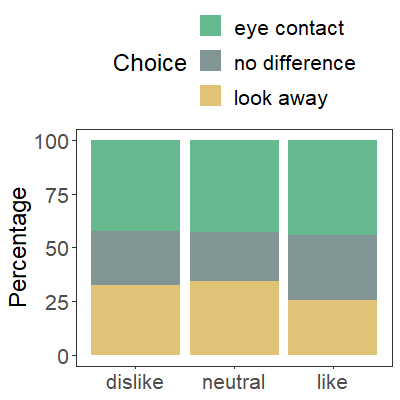 Choice
eye contact
no difference
look away
Percentage
100
75
50
25
0
dislike
neutral
like